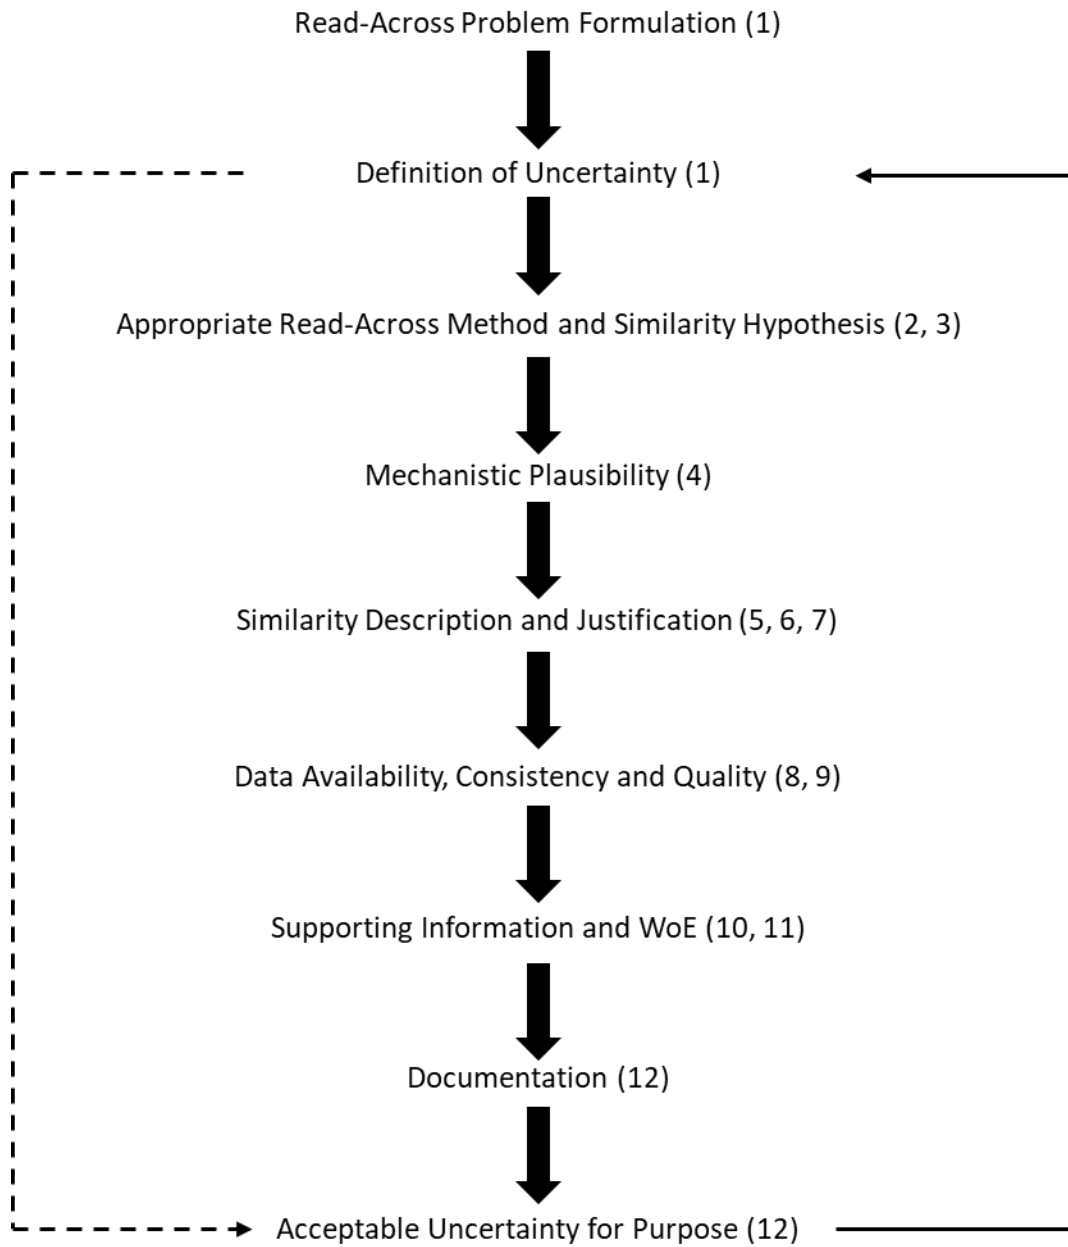 Read-Across Problem Formulation (1)
Definition of Uncertainty (1)
Appropriate Read-Across Method and Similarity Hypothesis (2, 3)
Mechanistic Plausibility (4)
Similarity Description and Justification (5, 6, 7)
Data Availability, Consistency and Quality (8, 9)
Supporting Information and WoE (10, 11)
Documentation (12)
Acceptable Uncertainty for Purpose (12)